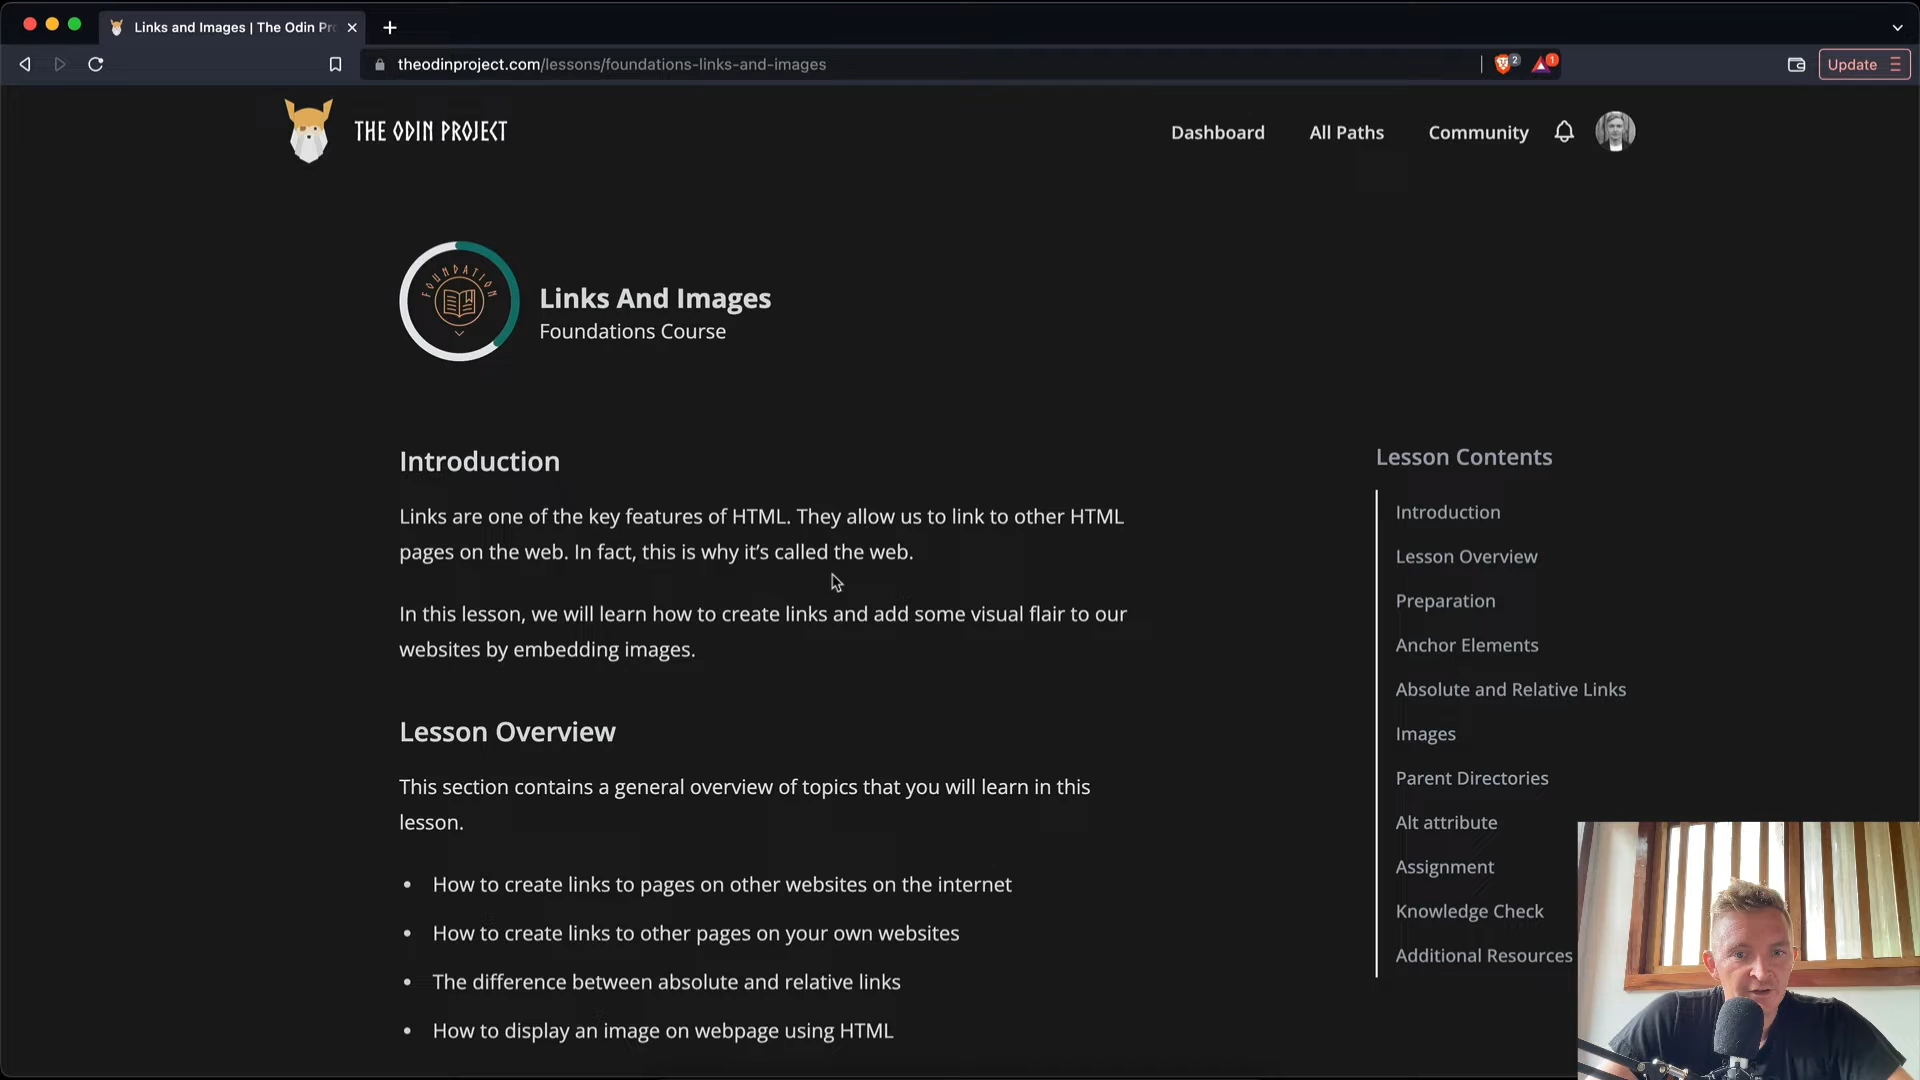 Links and Images | The Odin Pr
theodinproject.com/lessons/foundations-links-and-images
2
1
Update
THE ODIN PROJECT
Dashboard
All Paths
Community
FOUNDATION
Links And Images
Foundations Course
Introduction
Links are one of the key features of HTML. They allow us to link to other HTML
pages on the web. In fact, this is why it's called the web.
In this lesson, we will learn how to create links and add some visual flair to our
websites by embedding images.
Lesson Overview
This section contains a general overview of topics that you will learn in this
lesson.
• How to create links to pages on other websites on the internet
• How to create links to other pages on your own websites
• The difference between absolute and relative links
• How to display an image on webpage using HTML
Lesson Contents
Introduction
Lesson Overview
Preparation
Anchor Elements
Absolute and Relative Links
Images
Parent Directories
Alt attribute
Assignment
Knowledge Check
Additional Resources